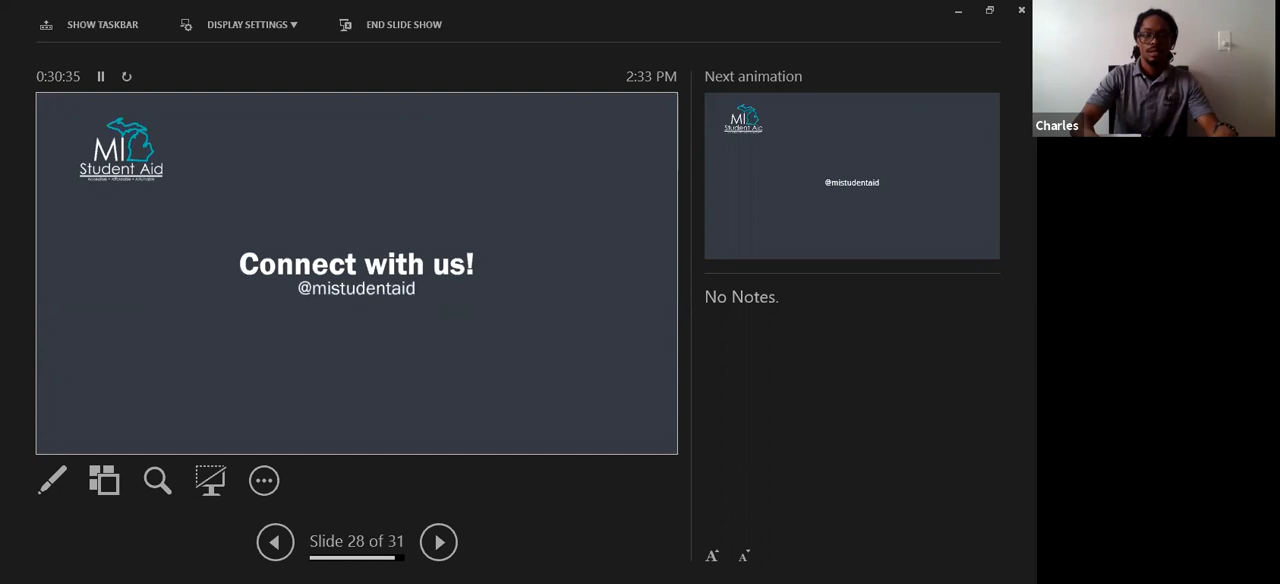 SHOW TASKBAR
DISPLAY SETTINGS
END SLIDE SHOW
0:30:35
2:33 PM
Next animation
MI
Student Aid
Connect with us!
@mistudentaid
MI
Student Aid
@mistudentaid
No Notes.
Charles
Slide 28 of 31
A A